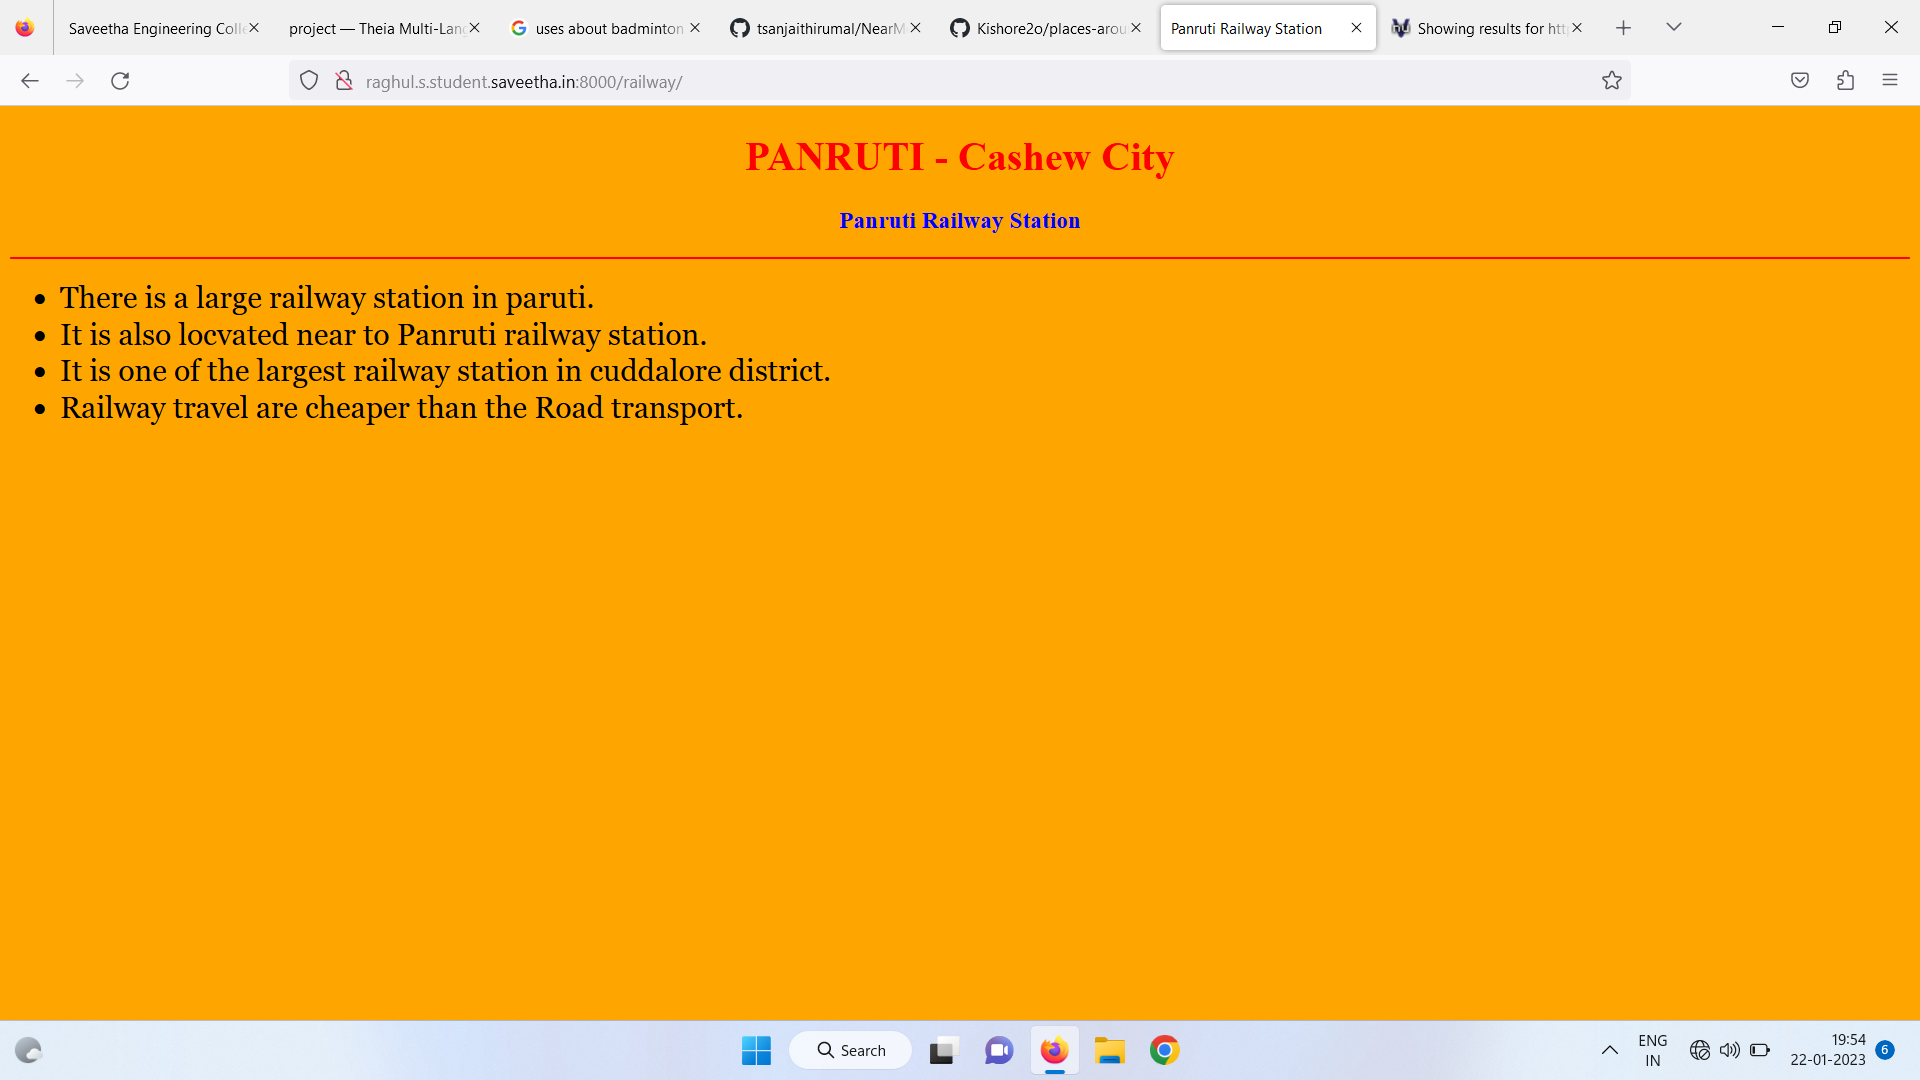 Saveetha Engineering Colle
project — Theia Multi-Lang
uses about badminton
tsanjaithirumal/NearM
Kishore2o/places-arou
Panruti Railway Station
Showing results for htt
raghul.s.student.saveetha.in:8000/railway/
PANRUTI - Cashew City
Panruti Railway Station
There is a large railway station in paruti.
It is also locvated near to Panruti railway station.
It is one of the largest railway station in cuddalore district.
Railway travel are cheaper than the Road transport.
Search
ENG
IN
19:54
22-01-2023
6